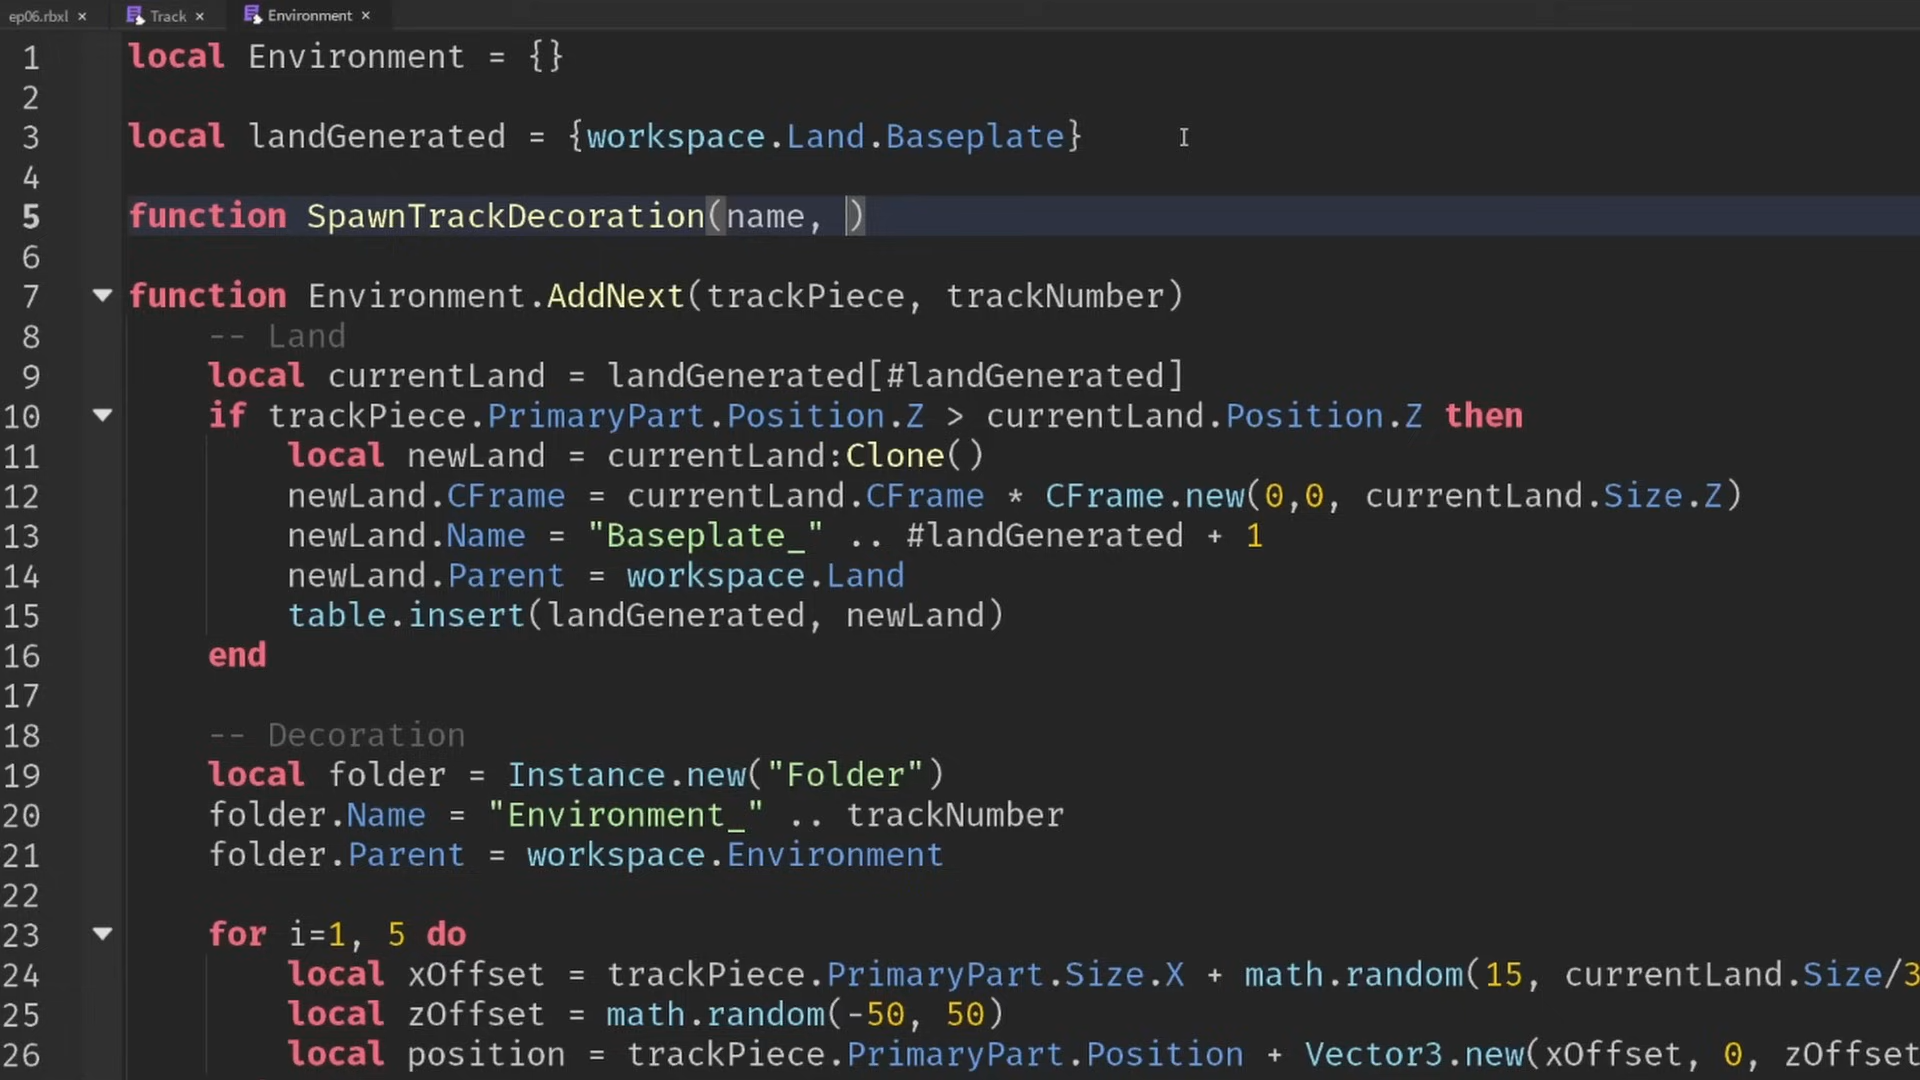 ep06.rbxl × Track × Environment ×
1 local Environment = {}
2
3 local landGenerated = {workspace.Land.Baseplate}
4
5 function SpawnTrackDecoration(name, )
6
7 function Environment.AddNext(trackPiece, trackNumber)
8 -- Land
9 local currentLand = landGenerated[#landGenerated]
10 if trackPiece.PrimaryPart.Position.Z > currentLand.Position.Z then
11 local newLand = currentLand:Clone()
12 newLand.CFrame = currentLand.CFrame * CFrame.new(0,0, currentLand.Size.Z)
13 newLand.Name = "Baseplate_" .. #landGenerated + 1
14 newLand.Parent = workspace.Land
15 table.insert(landGenerated, newLand)
16 end
17
18 -- Decoration
19 local folder = Instance.new("Folder")
20 folder.Name = "Environment_" .. trackNumber
21 folder.Parent = workspace.Environment
22
23 for i=1, 5 do
24 local xOffset = trackPiece.PrimaryPart.Size.X + math.random(15, currentLand.Size/3
25 local zOffset = math.random(-50, 50)
26 local position = trackPiece.PrimaryPart.Position + Vector3.new(xOffset, 0, zOffset